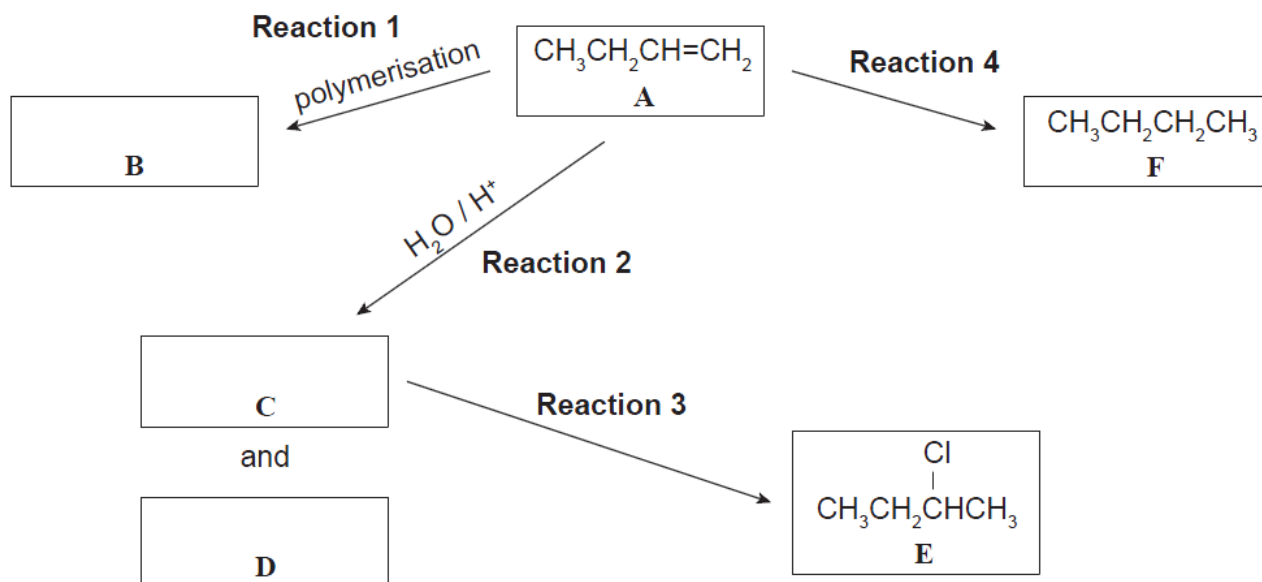 Reaction 1
polymerisation
CH₃CH₂CH=CH₂
A
Reaction 4
CH₃CH₂CH₂CH₃
F
B
H₂O / H⁺
Reaction 2
C
and
D
Reaction 3
Cl
CH₃CH₂CHCH₃
E